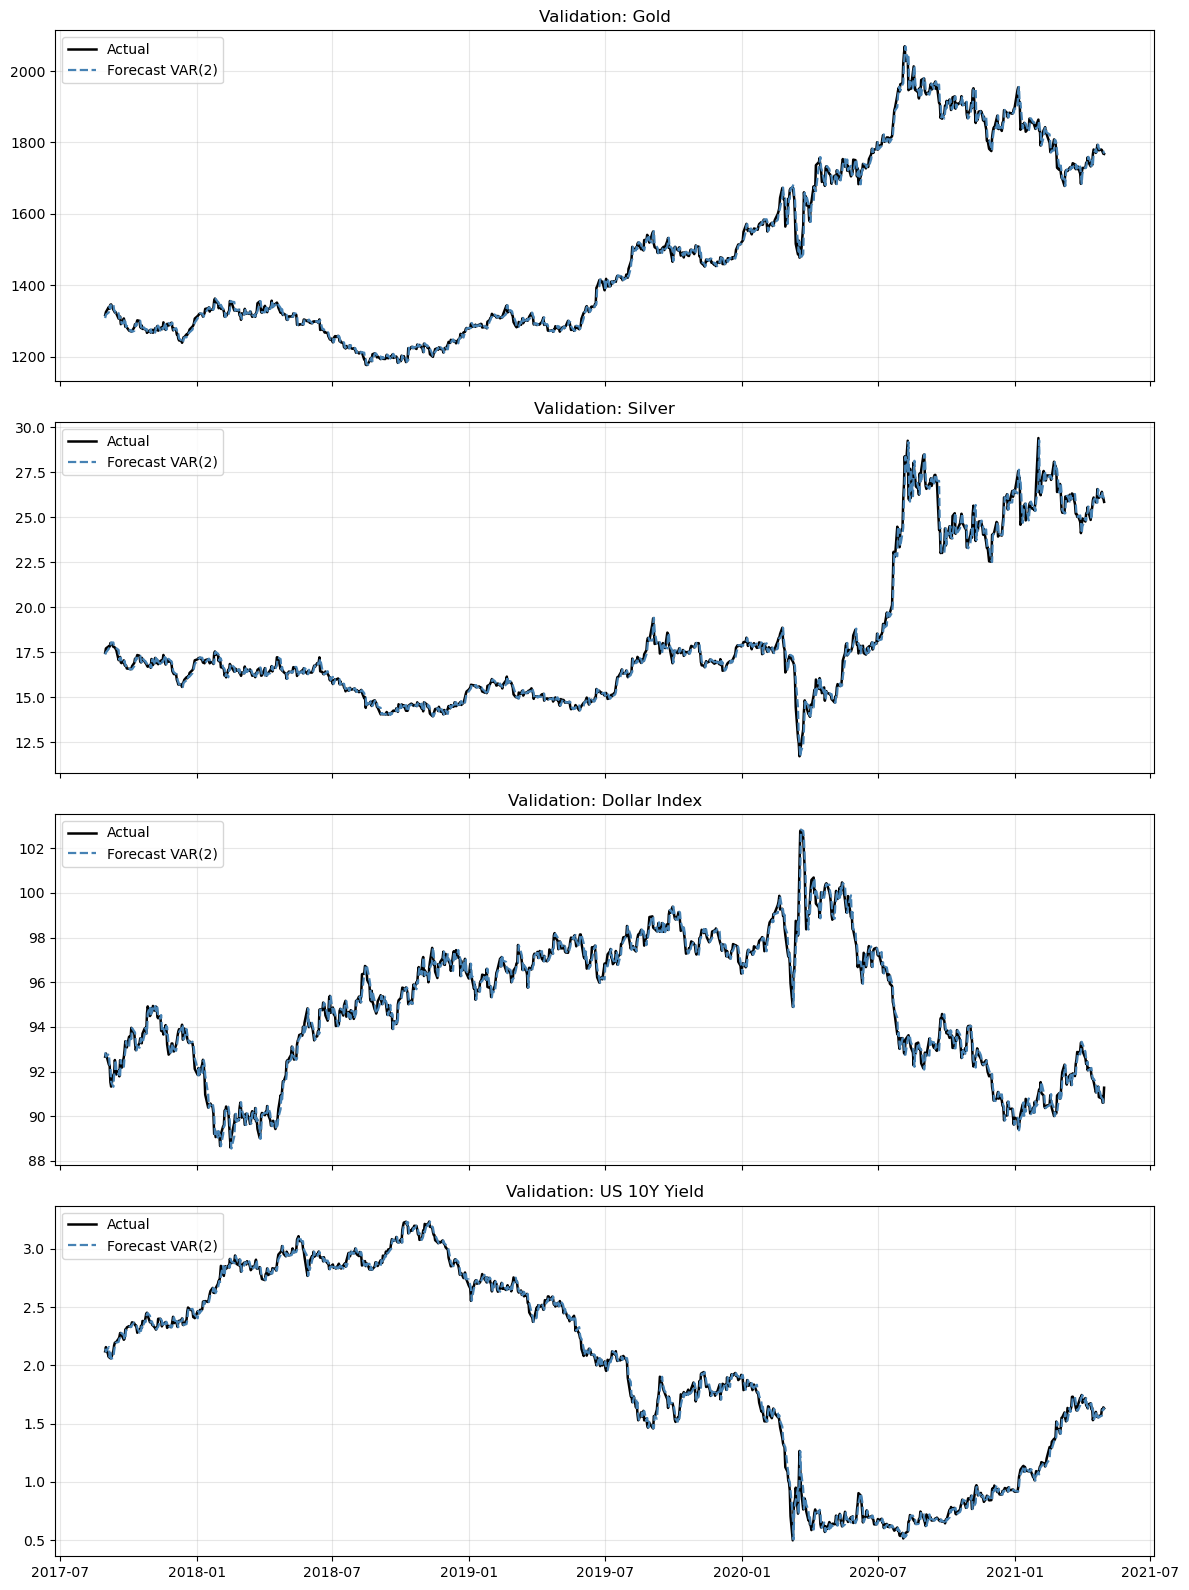 Validation: Gold
Actual
Forecast VAR(2)
2000
1800
1600
1400
1200
Validation: Silver
Actual
Forecast VAR(2)
30.0
27.5
25.0
22.5
20.0
17.5
15.0
12.5
Validation: Dollar Index
Actual
Forecast VAR(2)
102
100
98
96
94
92
90
88
Validation: US 10Y Yield
Actual
Forecast VAR(2)
3.0
2.5
2.0
1.5
1.0
0.5
2017-07 2018-01 2018-07 2019-01 2019-07 2020-01 2020-07 2021-01 2021-07